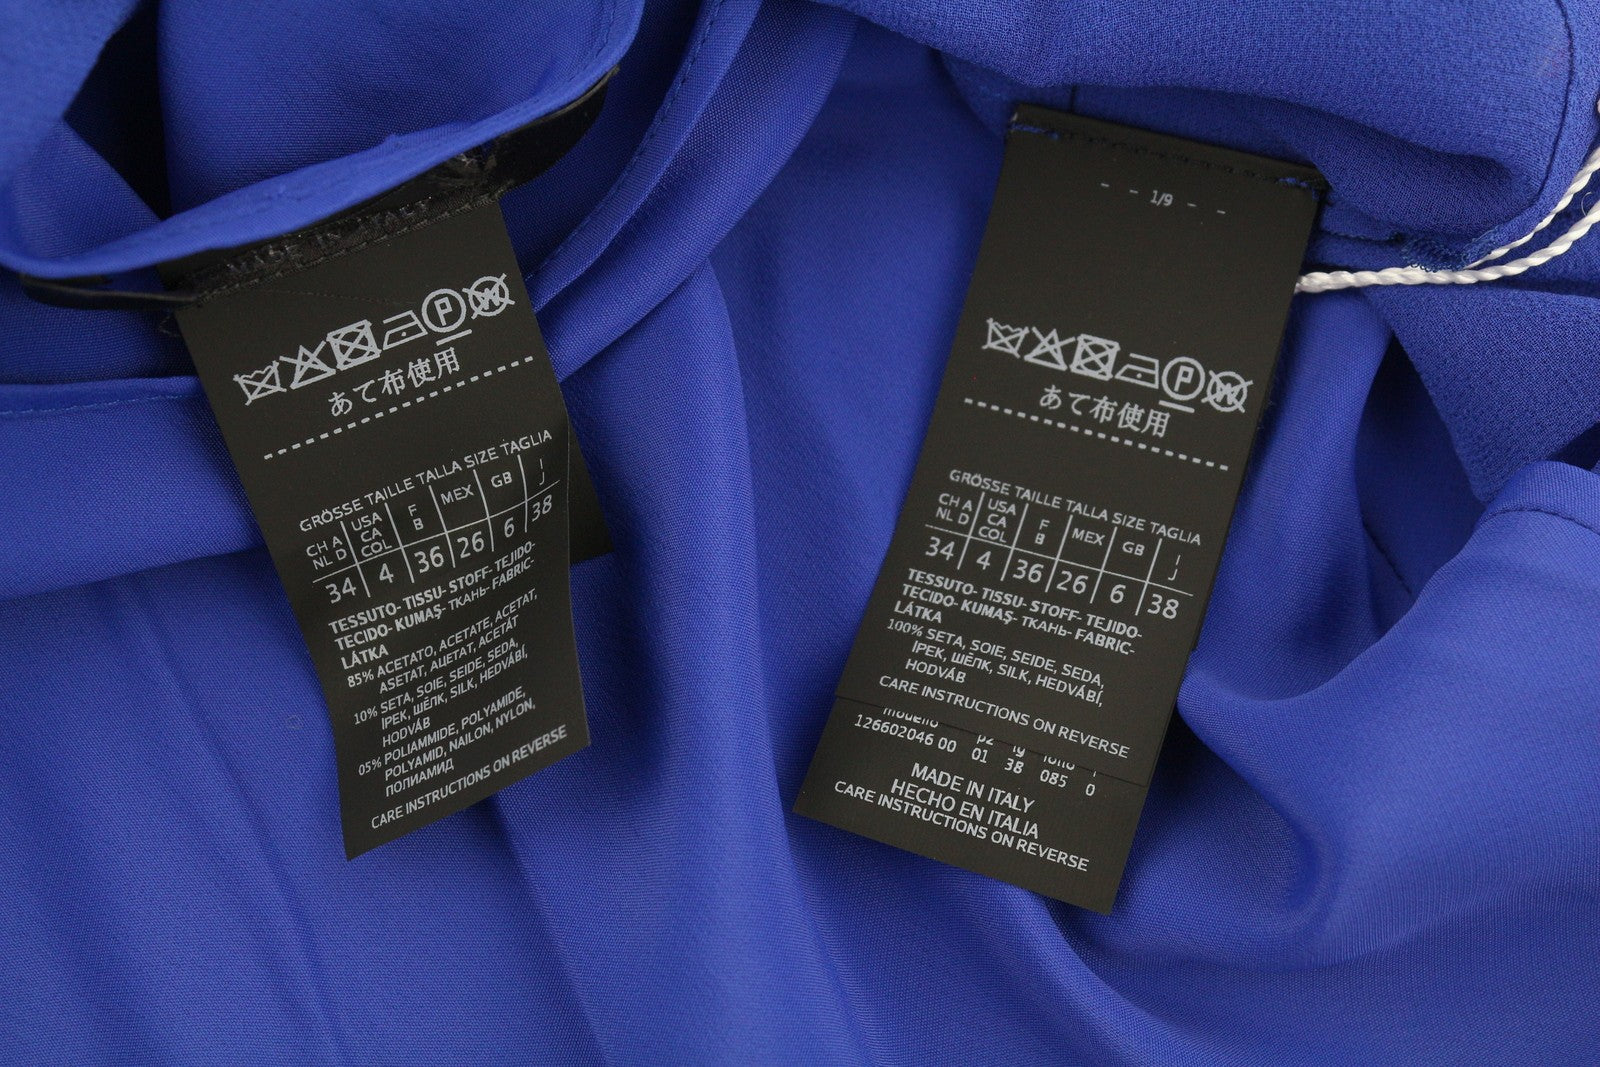 MADE IN ITALY
P W
あて布使用
GRÖSSE TAILLE TALLA SIZE TAGLIA
CH A USA F MEX GB I
NL D CA B J
COL
34 4 36 26 6 38
TESSUTO- TISSU- STOFF- TEJIDO-
TECIDO- KUMAŞ- ТКАНЬ- FABRIC-
LÁTKA
85% ACETATO, ACETATE, ACETAT,
ASETAT, АЦЕТАТ, ACETÁT
10% SETA, SOIE, SEIDE, SEDA,
İPEK, ШЁЛК, SILK, HEDVÁBÍ,
HODVÁB
05% POLIAMMIDE, POLYAMIDE,
POLYAMID, NAILON, NYLON,
ПОЛИАМИД
CARE INSTRUCTIONS ON REVERSE
- - 1/9 - -
P W
あて布使用
GRÖSSE TAILLE TALLA SIZE TAGLIA
CH A USA F MEX GB I
NL D CA B J
COL
34 4 36 26 6 38
TESSUTO- TISSU- STOFF- TEJIDO-
TECIDO- KUMAŞ- ТКАНЬ- FABRIC-
LÁTKA
100% SETA, SOIE, SEIDE, SEDA,
İPEK, ШЁЛК, SILK, HEDVÁBÍ,
HODVÁB
CARE INSTRUCTIONS ON REVERSE
modello pz tg
126602046 00 01 38 085 0
MADE IN ITALY
HECHO EN ITALIA
CARE INSTRUCTIONS ON REVERSE